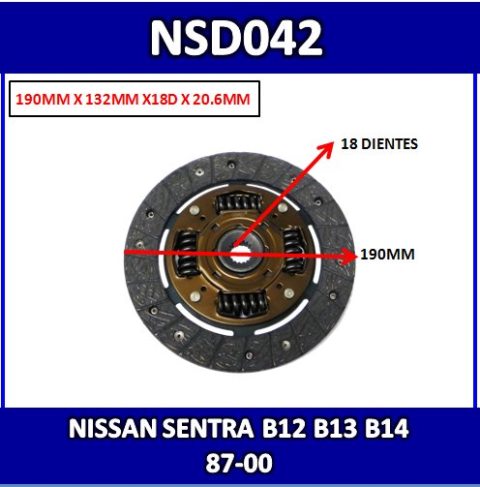 NSD042
190MM X 132MM X18D X 20.6MM
18 DIENTES
190MM
NISSAN SENTRA B12 B13 B14
87-00